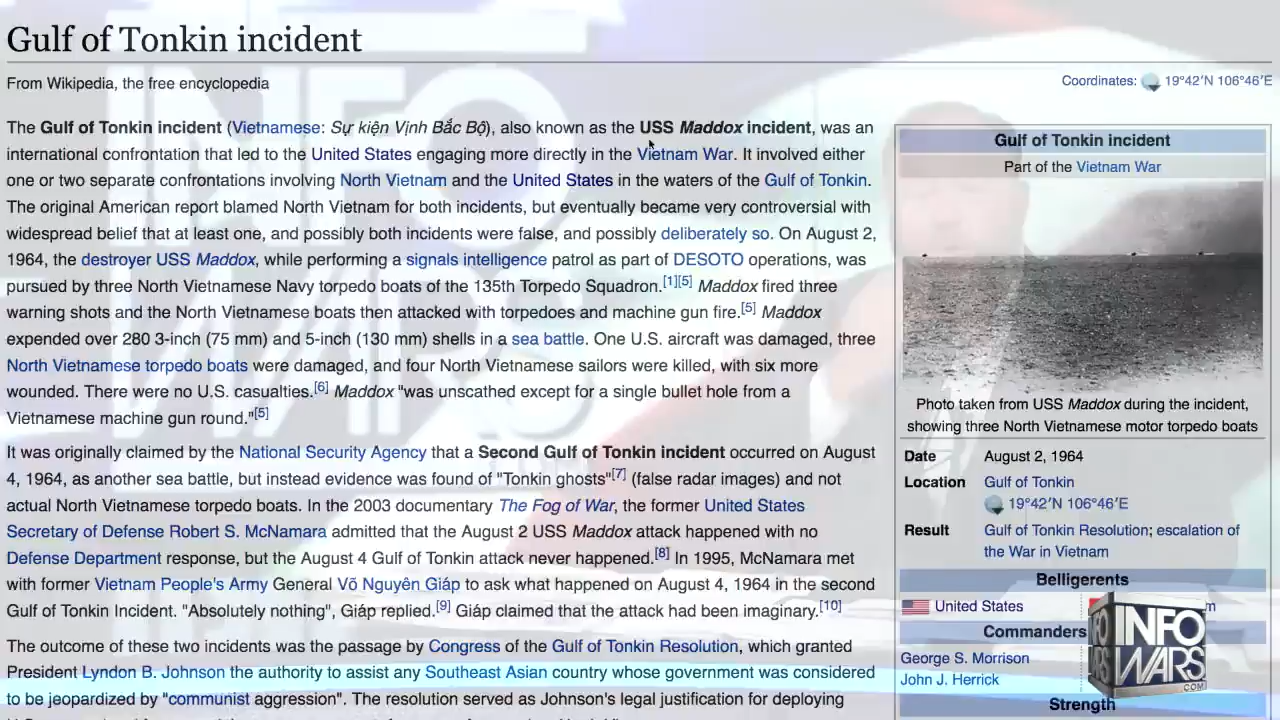 Gulf of Tonkin incident
From Wikipedia, the free encyclopedia
Coordinates: 19°42′N 106°46′E
The Gulf of Tonkin incident (Vietnamese: Sự kiện Vịnh Bắc Bộ), also known as the USS Maddox incident, was an
international confrontation that led to the United States engaging more directly in the Vietnam War. It involved either
one or two separate confrontations involving North Vietnam and the United States in the waters of the Gulf of Tonkin.
The original American report blamed North Vietnam for both incidents, but eventually became very controversial with
widespread belief that at least one, and possibly both incidents were false, and possibly deliberately so. On August 2,
1964, the destroyer USS Maddox, while performing a signals intelligence patrol as part of DESOTO operations, was
pursued by three North Vietnamese Navy torpedo boats of the 135th Torpedo Squadron.[1][5] Maddox fired three
warning shots and the North Vietnamese boats then attacked with torpedoes and machine gun fire.[5] Maddox
expended over 280 3-inch (75 mm) and 5-inch (130 mm) shells in a sea battle. One U.S. aircraft was damaged, three
North Vietnamese torpedo boats were damaged, and four North Vietnamese sailors were killed, with six more
wounded. There were no U.S. casualties.[6] Maddox "was unscathed except for a single bullet hole from a
Vietnamese machine gun round."[5]
It was originally claimed by the National Security Agency that a Second Gulf of Tonkin incident occurred on August
4, 1964, as another sea battle, but instead evidence was found of "Tonkin ghosts"[7] (false radar images) and not
actual North Vietnamese torpedo boats. In the 2003 documentary The Fog of War, the former United States
Secretary of Defense Robert S. McNamara admitted that the August 2 USS Maddox attack happened with no
Defense Department response, but the August 4 Gulf of Tonkin attack never happened.[8] In 1995, McNamara met
with former Vietnam People's Army General Võ Nguyên Giáp to ask what happened on August 4, 1964 in the second
Gulf of Tonkin Incident. "Absolutely nothing", Giáp replied.[9] Giáp claimed that the attack had been imaginary.[10]
The outcome of these two incidents was the passage by Congress of the Gulf of Tonkin Resolution, which granted
President Lyndon B. Johnson the authority to assist any Southeast Asian country whose government was considered
to be jeopardized by "communist aggression". The resolution served as Johnson's legal justification for deploying
Gulf of Tonkin incident
Part of the Vietnam War
Photo taken from USS Maddox during the incident,
showing three North Vietnamese motor torpedo boats
Date August 2, 1964
Location Gulf of Tonkin
19°42′N 106°46′E
Result Gulf of Tonkin Resolution; escalation of
the War in Vietnam
Belligerents
United States
Commanders
George S. Morrison
John J. Herrick
Strength
INFO
WARS
INFO
WARS
.COM